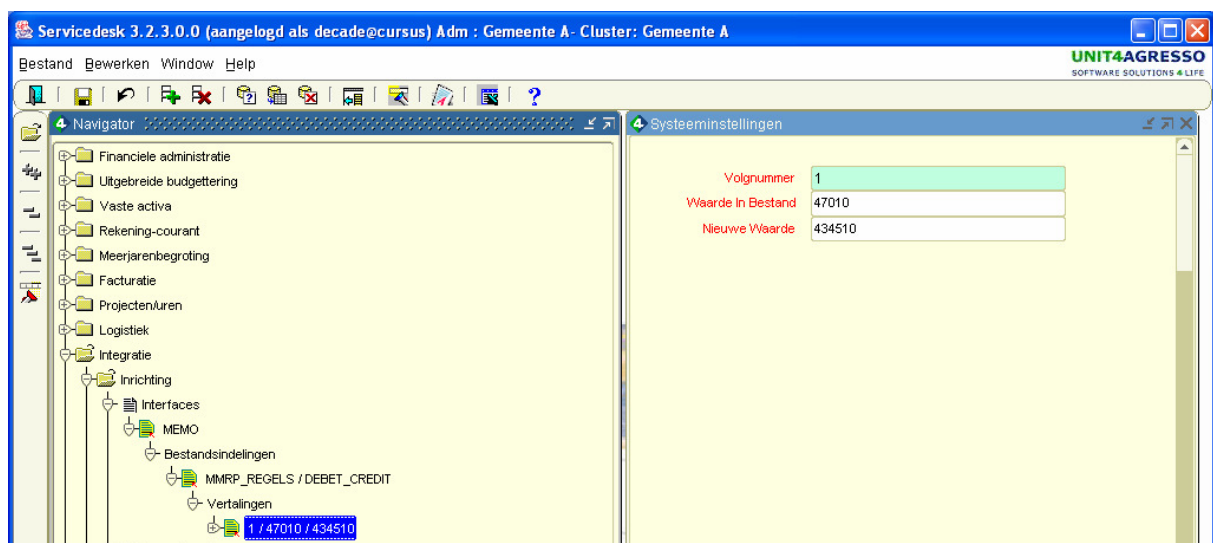 Servicedesk 3.2.3.0.0 (aangelogd als decade@cursus) Adm : Gemeente A- Cluster: Gemeente A
Bestand Bewerken Window Help
UNIT4AGRESSO
SOFTWARE SOLUTIONS 4 LIFE
4 Navigator
Financiele administratie
Uitgebreide budgettering
Vaste activa
Rekening-courant
Meerjarenbegroting
Facturatie
Projecten/uren
Logistiek
Integratie
Inrichting
Interfaces
MEMO
Bestandsindelingen
MMRP_REGELS / DEBET_CREDIT
Vertalingen
1 / 47010 / 434510
4 Systeeminstellingen
Volgnummer 1
Waarde In Bestand 47010
Nieuwe Waarde 434510